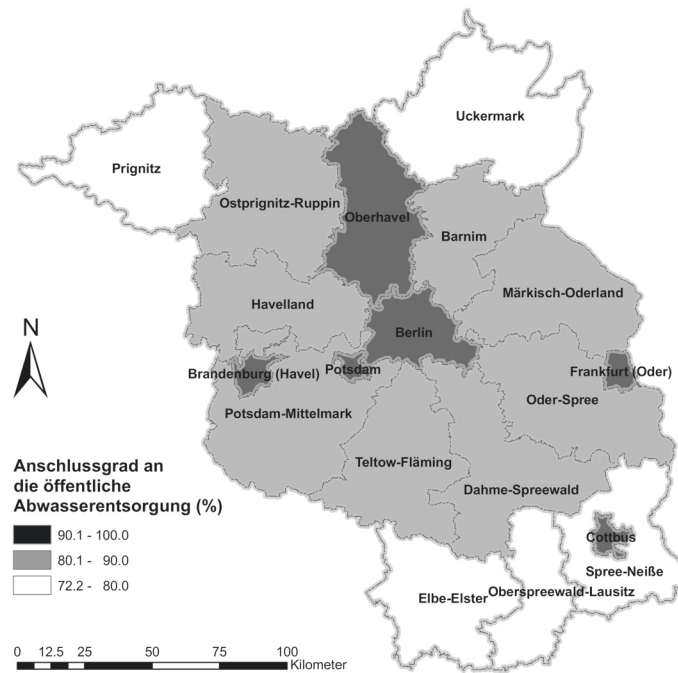 Uckermark
Prignitz
Ostprignitz-Ruppin
Oberhavel
Barnim
Havelland
Märkisch-Oderland
Berlin
N
Brandenburg (Havel)
Potsdam
Frankfurt (Oder)
Potsdam-Mittelmark
Oder-Spree
Teltow-Fläming
Dahme-Spreewald
Cottbus
Spree-Neiße
Elbe-Elster
Oberspreewald-Lausitz
Anschlussgrad an
die öffentliche
Abwasserentsorgung (%)
90.1 - 100.0
80.1 - 90.0
72.2 - 80.0
0 12.5 25 50 75 100
Kilometer